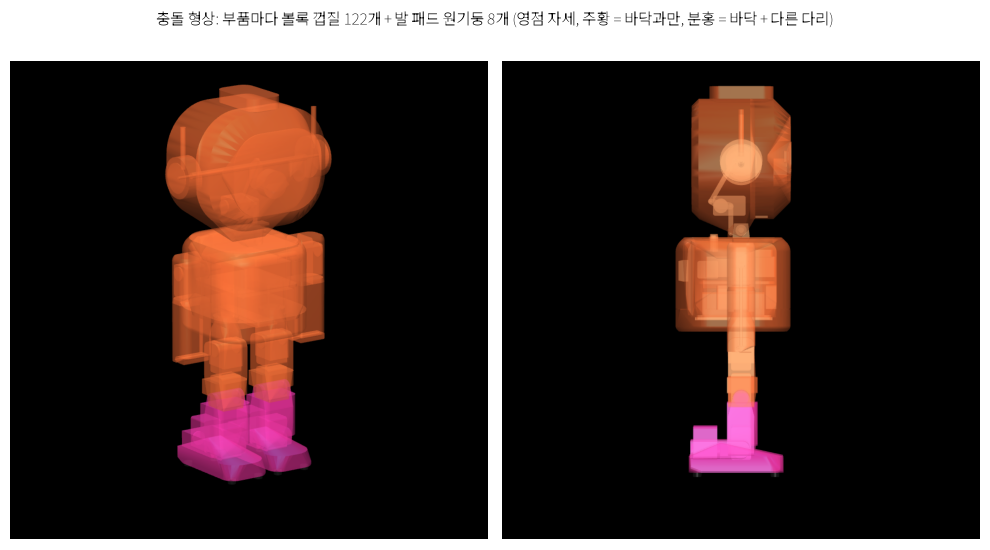 충돌 형상: 부품마다 볼록 껍질 122개 + 발 패드 원기둥 8개 (영점 자세, 주황 = 바닥과만, 분홍 = 바닥 + 다른 다리)